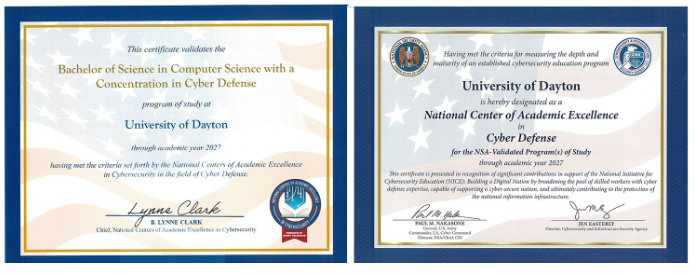 This certificate validates the
Bachelor of Science in Computer Science with a
Concentration in Cyber Defense
program of study at
University of Dayton
through academic year 2027
having met the criteria set forth by the National Centers of Academic Excellence
in Cybersecurity in the field of Cyber Defense.
Lynne Clark
B. LYNNE CLARK
Chief, National Centers of Academic Excellence in Cybersecurity
Having met the criteria for measuring the depth and
maturity of an established cybersecurity education program
University of Dayton
is hereby designated as a
National Center of Academic Excellence
in
Cyber Defense
for the NSA-Validated Program(s) of Study
through academic year 2027
This certificate is presented in recognition of significant contributions in support of the National Initiative for
Cybersecurity Education (NICE): Building a Digital Nation by broadening the pool of skilled workers with cyber
defense expertise, capable of supporting a cyber-secure nation, and ultimately contributing to the protection of
the national information infrastructure.
PAUL M. NAKASONE
General, U.S. Army
Commander, U.S. Cyber Command
Director, NSA/Chief, CSS
JEN EASTERLY
Director, Cybersecurity and Infrastructure Security Agency